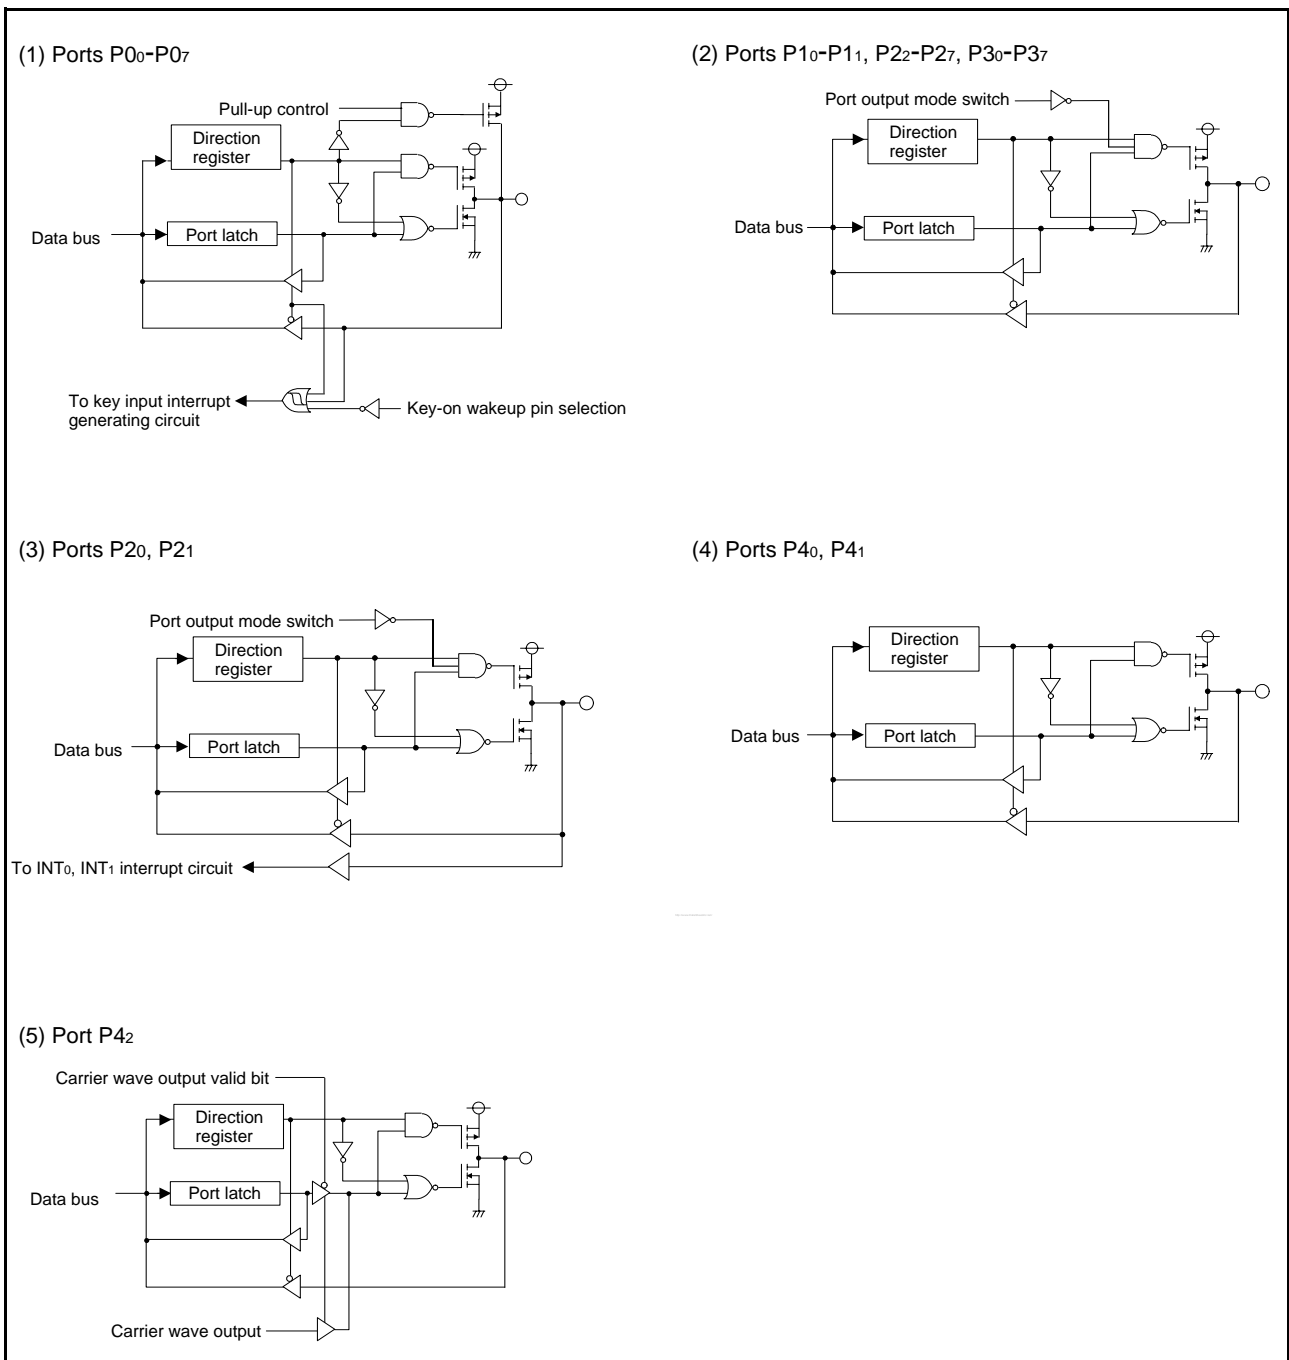 (1) Ports P00-P07
Pull-up control
Direction
register
Data bus
Port latch
To key input interrupt
generating circuit
Key-on wakeup pin selection
(2) Ports P10-P11, P22-P27, P30-P37
Port output mode switch
Direction
register
Data bus
Port latch
(3) Ports P20, P21
Port output mode switch
Direction
register
Data bus
Port latch
To INT0, INT1 interrupt circuit
(4) Ports P40, P41
Direction
register
Data bus
Port latch
(5) Port P42
Carrier wave output valid bit
Direction
register
Data bus
Port latch
Carrier wave output